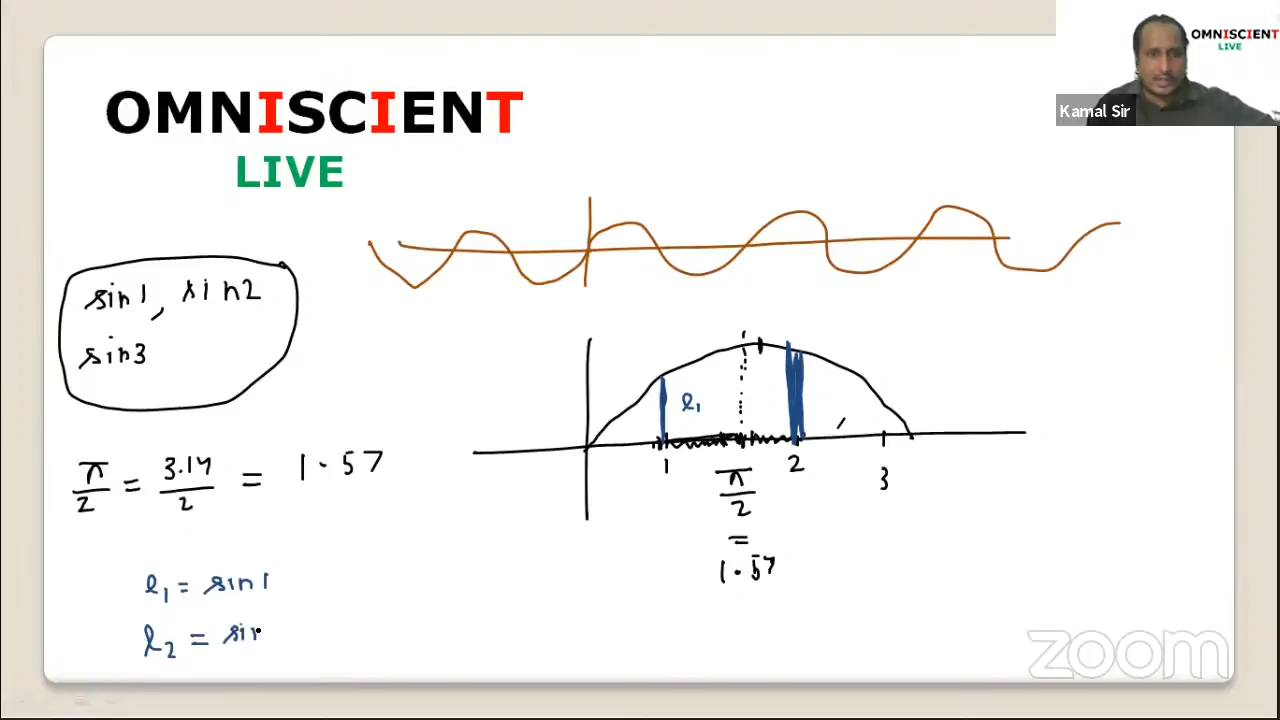 OMNISCIENT
LIVE
OMNISCIENT
LIVE
Kamal Sir
sin1, sin2
sin3
π/2 = 3.14/2 = 1.57
l₁
1
π/2
2
3
=
1.57
l₁ = sin1
l₂ = sin
zoom